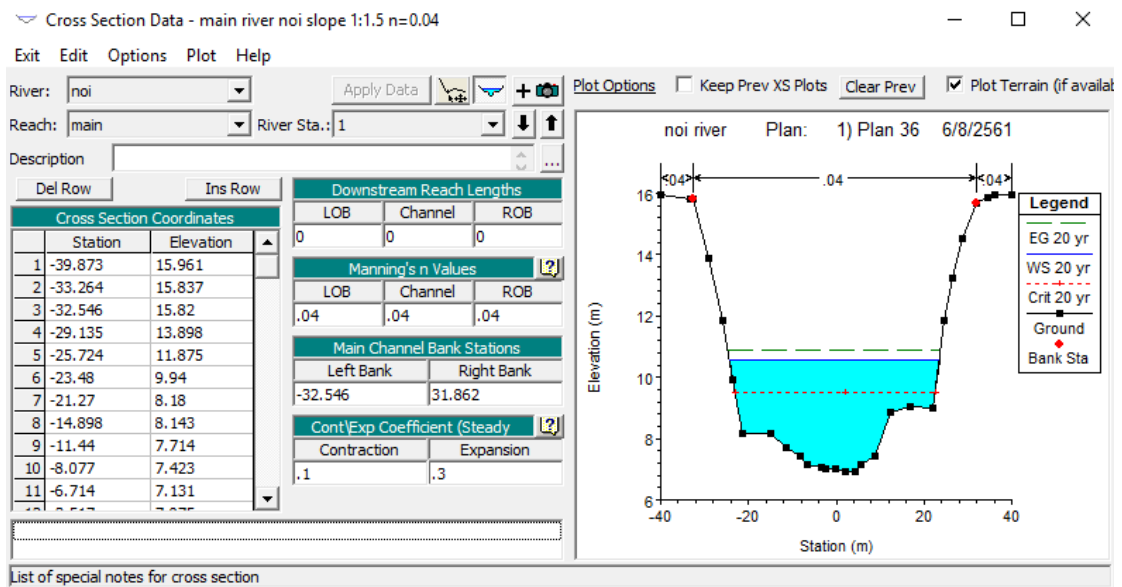 Cross Section Data - main river noi slope 1:1.5 n=0.04
Exit Edit Options Plot Help
River: noi Apply Data
Reach: main River Sta.: 1
Description ...
Del Row Ins Row
Cross Section Coordinates
Station Elevation
1 -39.873 15.961
2 -33.264 15.837
3 -32.546 15.82
4 -29.135 13.898
5 -25.724 11.875
6 -23.48 9.94
7 -21.27 8.18
8 -14.898 8.143
9 -11.44 7.714
10 -8.077 7.423
11 -6.714 7.131
Downstream Reach Lengths
LOB Channel ROB
0 0 0
Manning's n Values
LOB Channel ROB
.04 .04 .04
Main Channel Bank Stations
Left Bank Right Bank
-32.546 31.862
Cont\Exp Coefficient (Steady
Contraction Expansion
.1 .3
Plot Options Keep Prev XS Plots Clear Prev Plot Terrain (if availab
noi river Plan: 1) Plan 36 6/8/2561
.04 .04 .04
16
14
12
10
8
6
-40 -20 0 20 40
Elevation (m)
Station (m)
Legend
EG 20 yr
WS 20 yr
Crit 20 yr
Ground
Bank Sta
List of special notes for cross section